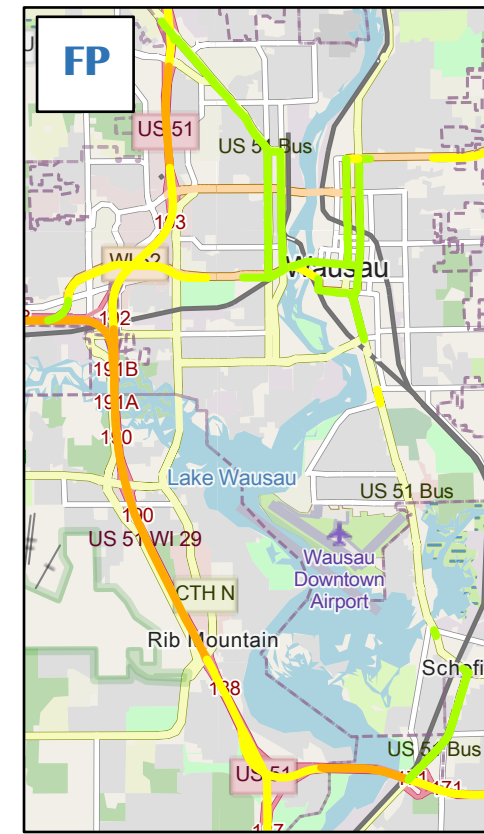 FP
US 51
US 51 Bus
193
WI 52
Wausau
192
191B
191A
190
Lake Wausau
US 51 Bus
190
US 51 WI 29
Wausau
Downtown
Airport
CTH N
Rib Mountain
188
Schofi
US 51 Bus
US 51
171
171
187